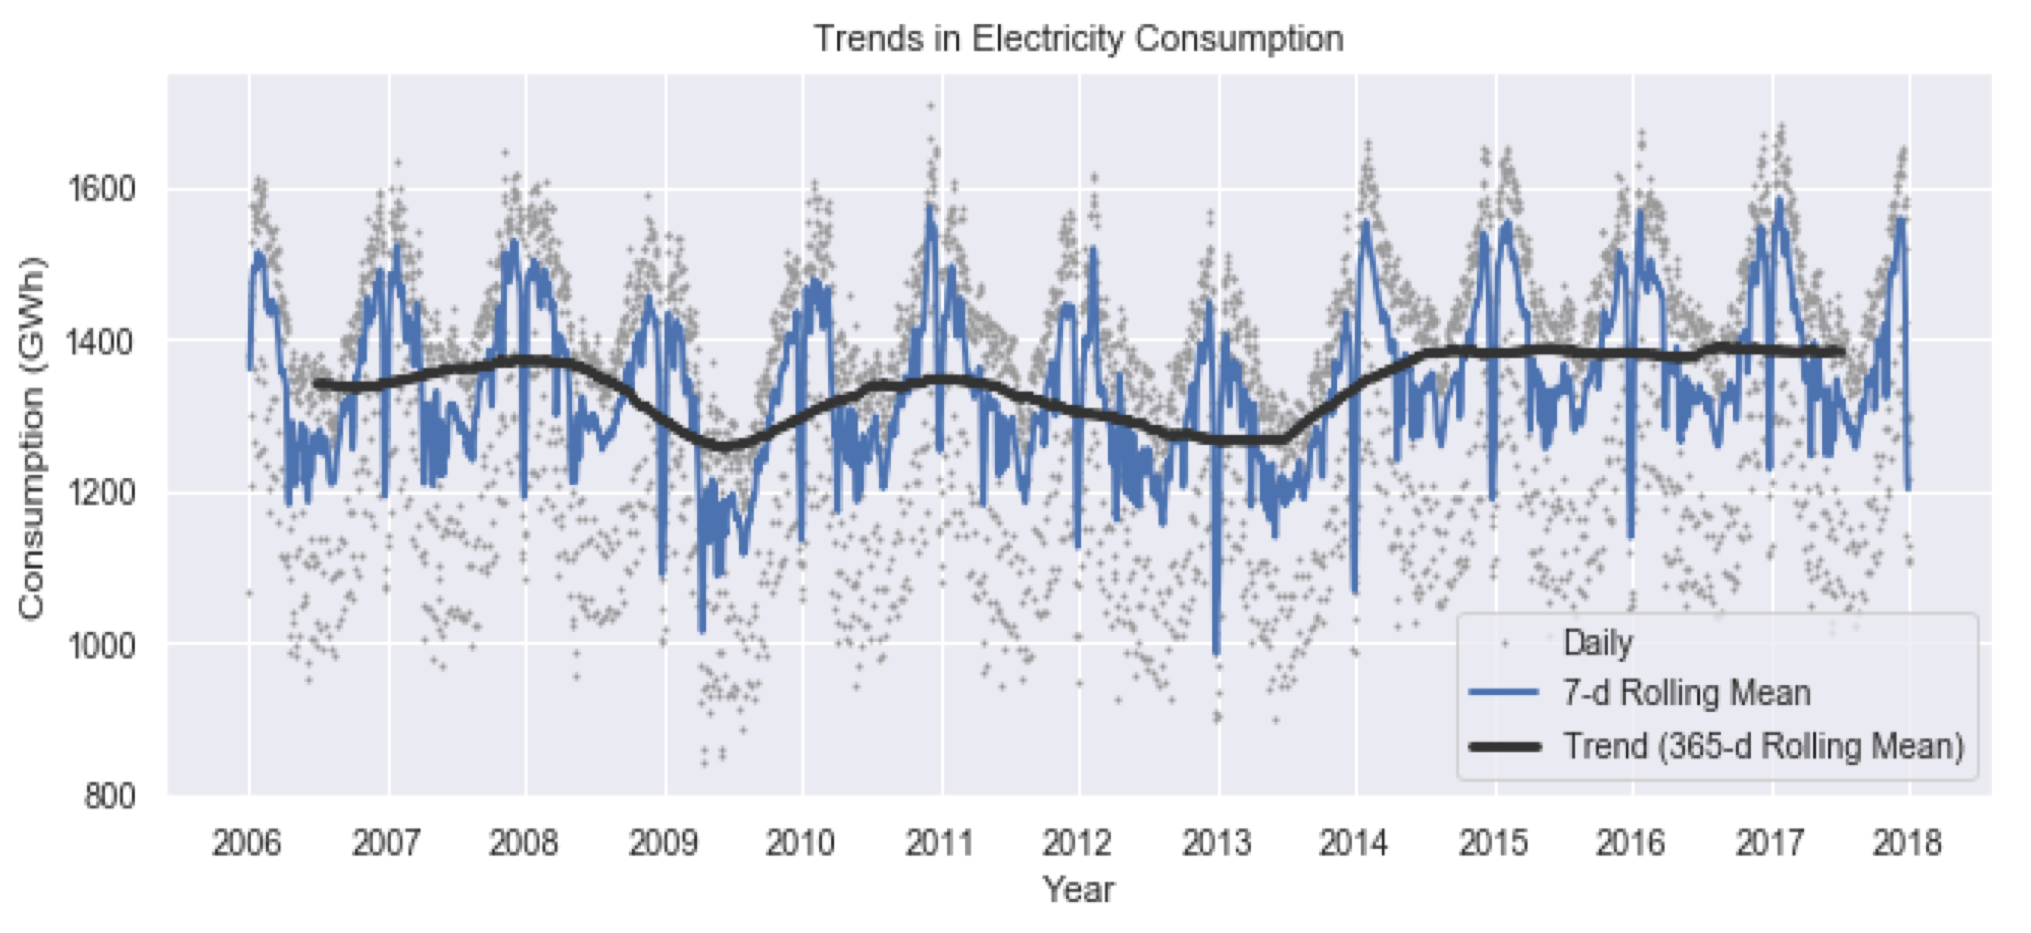 Trends in Electricity Consumption
Consumption (GWh)
1600
1400
1200
1000
800
2006 2007 2008 2009 2010 2011 2012 2013 2014 2015 2016 2017 2018
Year
Daily
7-d Rolling Mean
Trend (365-d Rolling Mean)